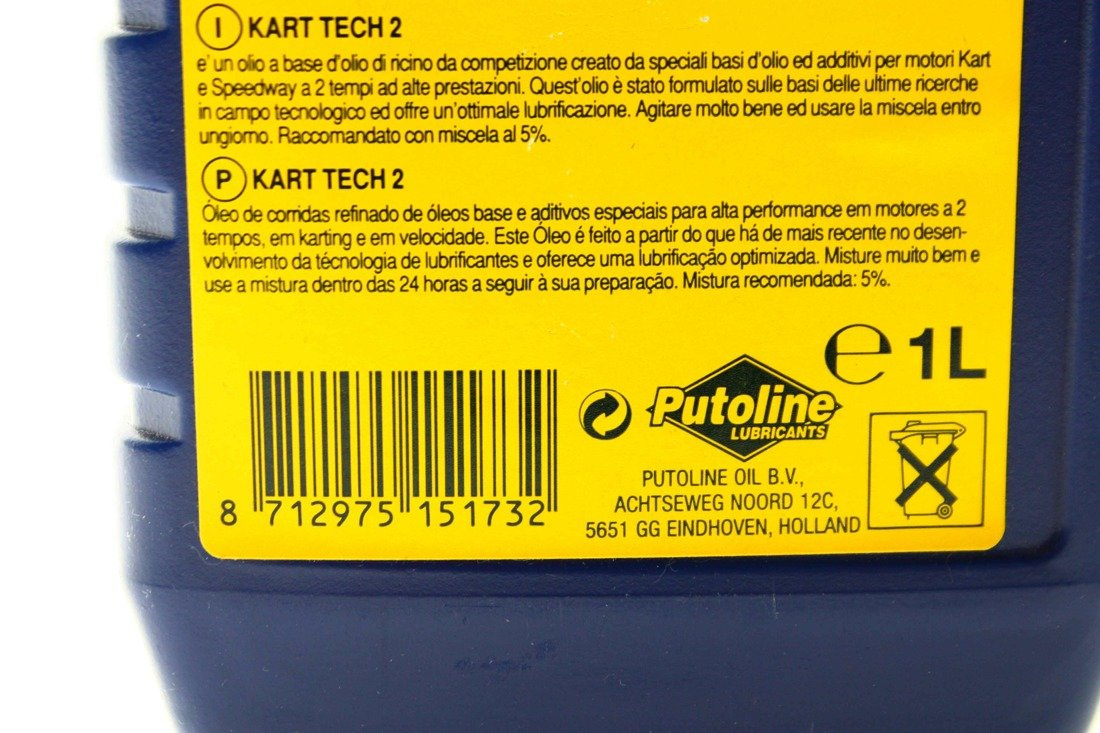 I KART TECH 2
e' un olio a base d'olio di ricino da competizione creato da speciali basi d'olio ed additivi per motori Kart
e Speedway a 2 tempi ad alte prestazioni. Quest'olio è stato formulato sulle basi delle ultime ricerche
in campo tecnologico ed offre un'ottimale lubrificazione. Agitare molto bene ed usare la miscela entro
ungiorno. Raccomandato con miscela al 5%.
P KART TECH 2
Óleo de corridas refinado de óleos base e aditivos especiais para alta performance em motores a 2
tempos, em karting e em velocidade. Este Óleo é feito a partir do que há de mais recente no desen-
volvimento da técnologia de lubrificantes e oferece uma lubrificação optimizada. Misture muito bem e
use a mistura dentro das 24 horas a seguir à sua preparação. Mistura recomendada: 5%.
e 1L
Putoline
LUBRICANTS
PUTOLINE OIL B.V.,
ACHTSEWEG NOORD 12C,
5651 GG EINDHOVEN, HOLLAND
8 712975 151732